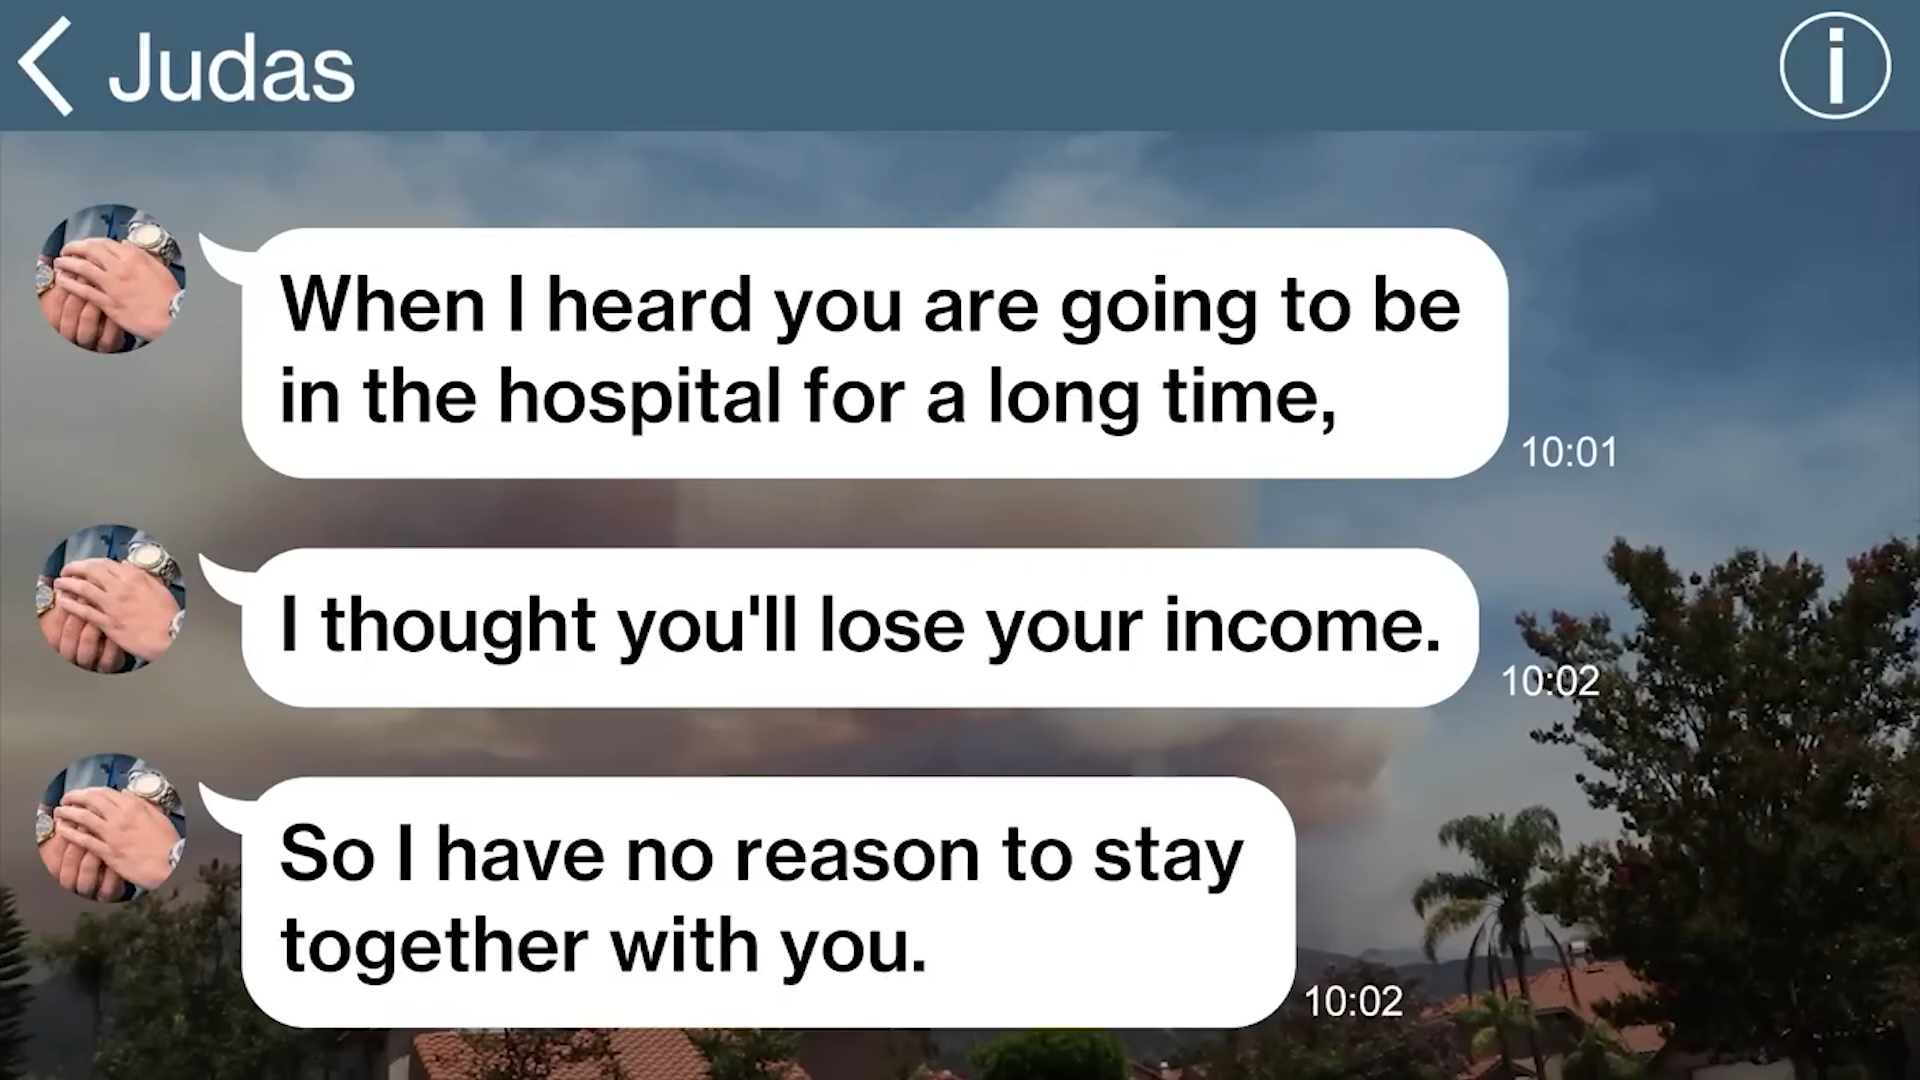 Judas
When I heard you are going to be
in the hospital for a long time,
10:01
I thought you'll lose your income.
10:02
So I have no reason to stay
together with you.
10:02